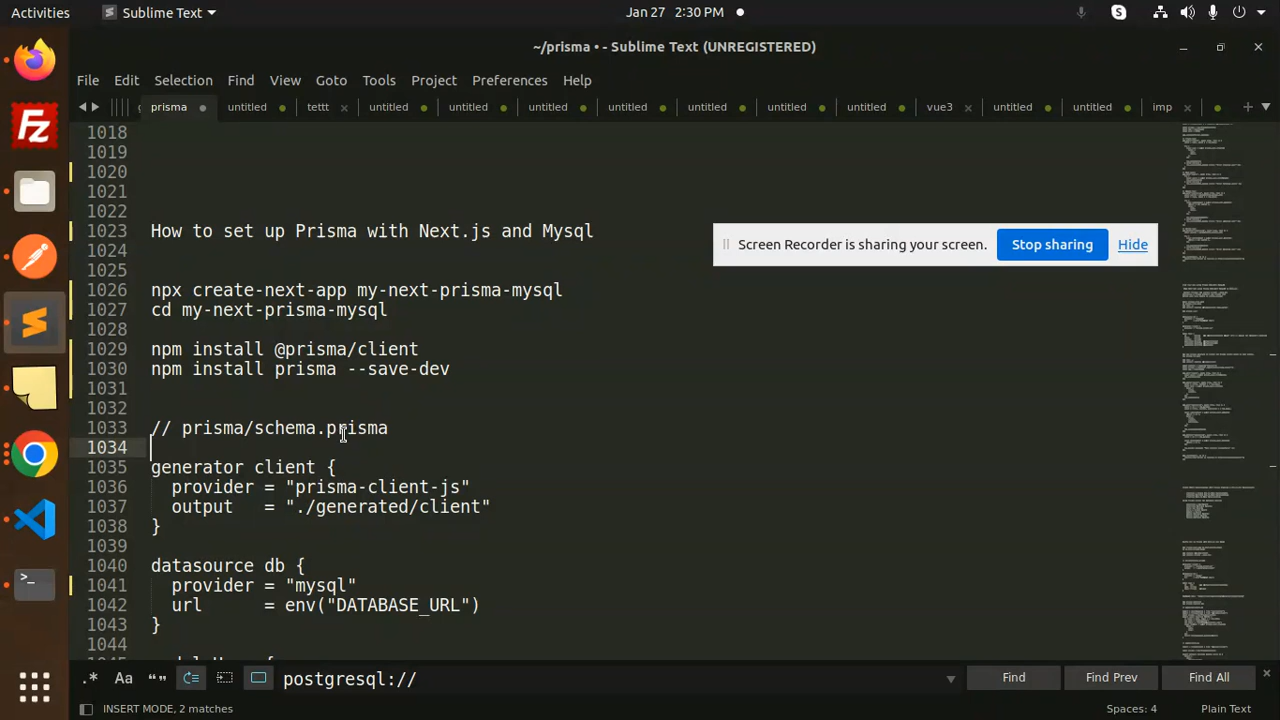 Activities Sublime Text Jan 27 2:30 PM
~/prisma • - Sublime Text (UNREGISTERED)
File Edit Selection Find View Goto Tools Project Preferences Help
prisma untitled tettt untitled untitled untitled untitled untitled untitled untitled vue3 untitled untitled imp
1018
1019
1020
1021
1022
1023 How to set up Prisma with Next.js and Mysql
Screen Recorder is sharing your screen. Stop sharing Hide
1024
1025
1026 npx create-next-app my-next-prisma-mysql
1027 cd my-next-prisma-mysql
1028
1029 npm install @prisma/client
1030 npm install prisma --save-dev
1031
1032
1033 // prisma/schema.prisma
1034
1035 generator client {
1036 provider = "prisma-client-js"
1037 output = "./generated/client"
1038 }
1039
1040 datasource db {
1041 provider = "mysql"
1042 url = env("DATABASE_URL")
1043 }
1044
.* Aa “” postgresql:// Find Find Prev Find All
INSERT MODE, 2 matches Spaces: 4 Plain Text